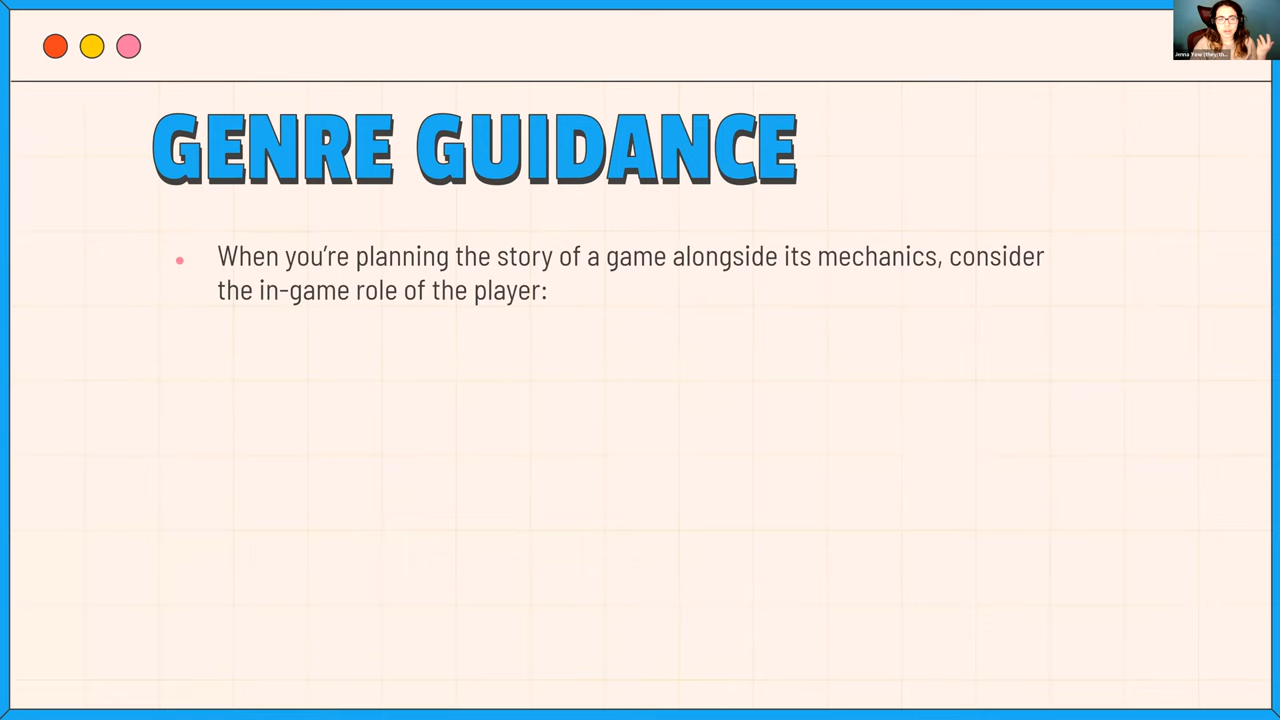 GENRE GUIDANCE
When you're planning the story of a game alongside its mechanics, consider
the in-game role of the player: